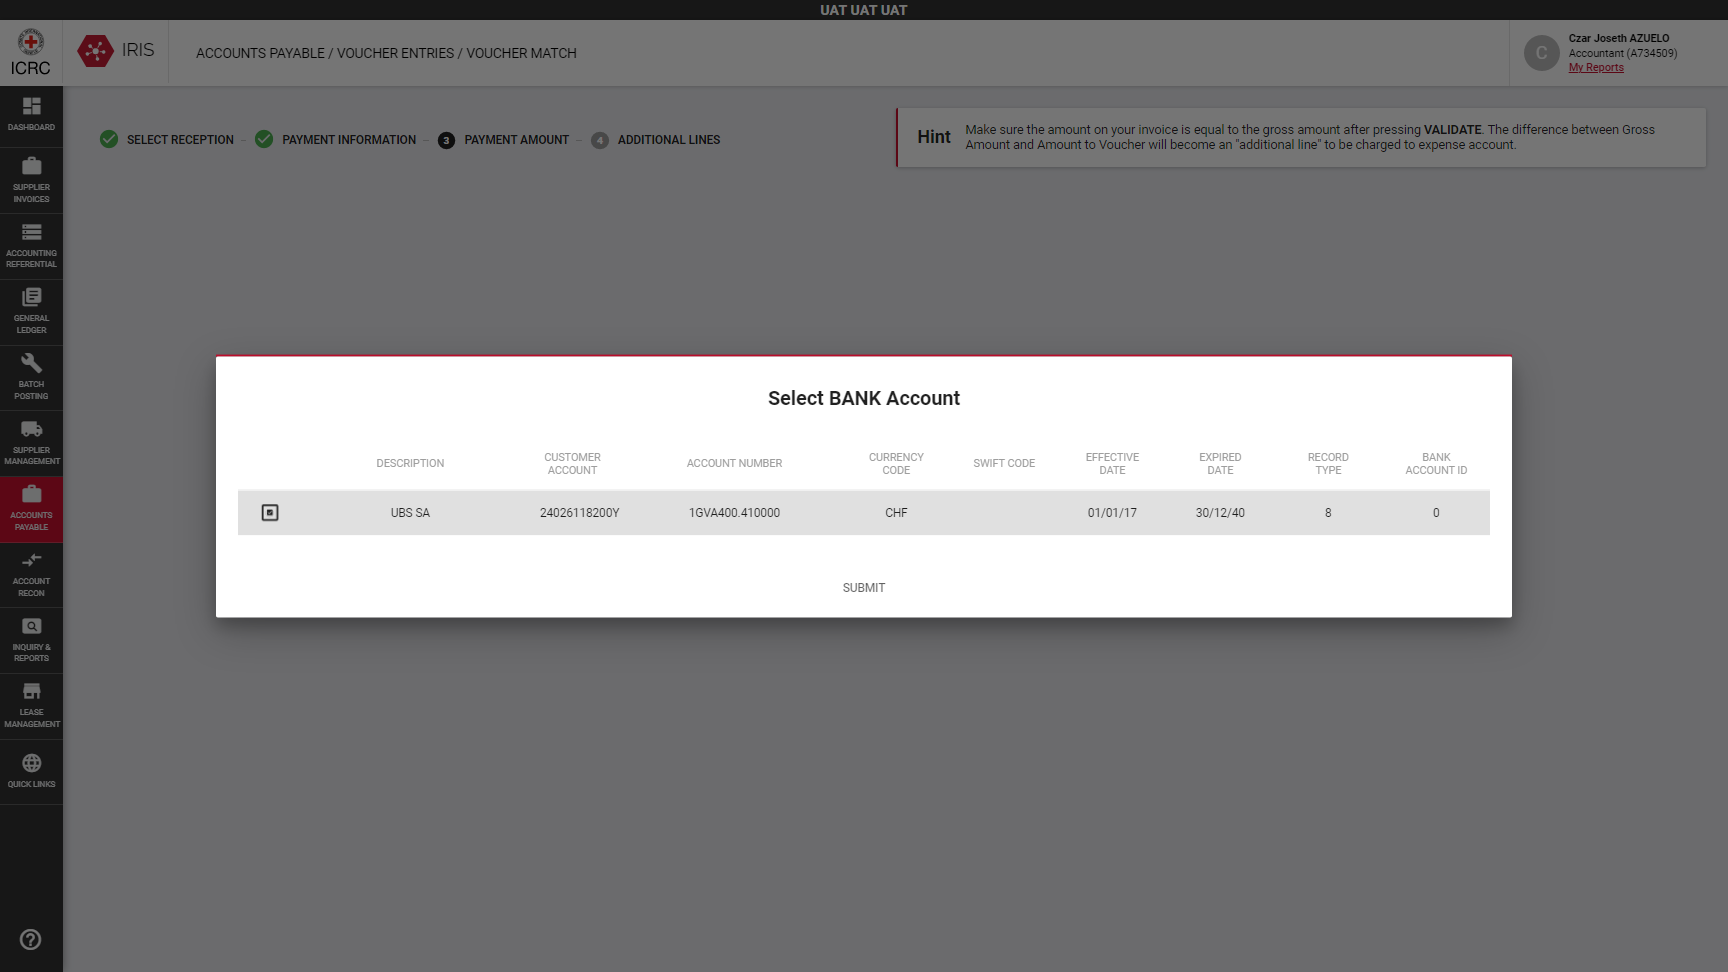 UAT UAT UAT
ICRC
IRIS
ACCOUNTS PAYABLE / VOUCHER ENTRIES / VOUCHER MATCH
C
Czar Joseth AZUELO
Accountant (A734509)
My Reports
DASHBOARD
SUPPLIER
INVOICES
ACCOUNTING
REFERENTIAL
GENERAL
LEDGER
BATCH
POSTING
SUPPLIER
MANAGEMENT
ACCOUNTS
PAYABLE
ACCOUNT
RECON
INQUIRY &
REPORTS
LEASE
MANAGEMENT
QUICK LINKS
SELECT RECEPTION
PAYMENT INFORMATION
3 PAYMENT AMOUNT
4 ADDITIONAL LINES
Hint
Make sure the amount on your invoice is equal to the gross amount after pressing VALIDATE. The difference between Gross
Amount and Amount to Voucher will become an "additional line" to be charged to expense account.
Select BANK Account
DESCRIPTION
CUSTOMER
ACCOUNT
ACCOUNT NUMBER
CURRENCY
CODE
SWIFT CODE
EFFECTIVE
DATE
EXPIRED
DATE
RECORD
TYPE
BANK
ACCOUNT ID
UBS SA 24026118200Y 1GVA400.410000 CHF 01/01/17 30/12/40 8 0
SUBMIT